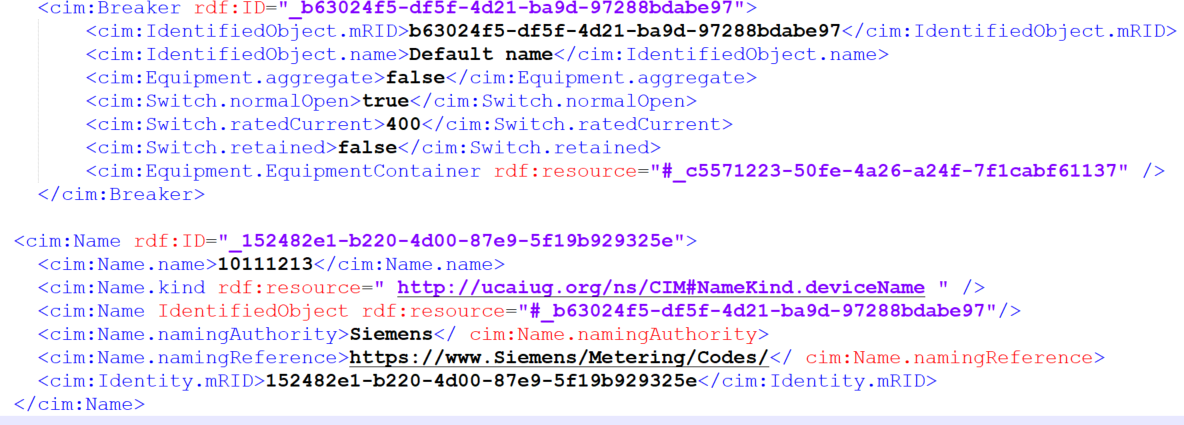 <cim:Breaker rdf:ID="_b63024f5-df5f-4d21-ba9d-97288bdabe97">
<cim:IdentifiedObject.mRID>b63024f5-df5f-4d21-ba9d-97288bdabe97</cim:IdentifiedObject.mRID>
<cim:IdentifiedObject.name>Default name</cim:IdentifiedObject.name>
<cim:Equipment.aggregate>false</cim:Equipment.aggregate>
<cim:Switch.normalOpen>true</cim:Switch.normalOpen>
<cim:Switch.ratedCurrent>400</cim:Switch.ratedCurrent>
<cim:Switch.retained>false</cim:Switch.retained>
<cim:Equipment.EquipmentContainer rdf:resource="#_c5571223-50fe-4a26-a24f-7f1cabf61137" />
</cim:Breaker>
<cim:Name rdf:ID="_152482e1-b220-4d00-87e9-5f19b929325e">
<cim:Name.name>10111213</cim:Name.name>
<cim:Name.kind rdf:resource=" http://ucaiug.org/ns/CIM#NameKind.deviceName " />
<cim:Name IdentifiedObject rdf:resource="#_b63024f5-df5f-4d21-ba9d-97288bdabe97"/>
<cim:Name.namingAuthority>Siemens</ cim:Name.namingAuthority>
<cim:Name.namingReference>https://www.Siemens/Metering/Codes/</ cim:Name.namingReference>
<cim:Identity.mRID>152482e1-b220-4d00-87e9-5f19b929325e</cim:Identity.mRID>
</cim:Name>